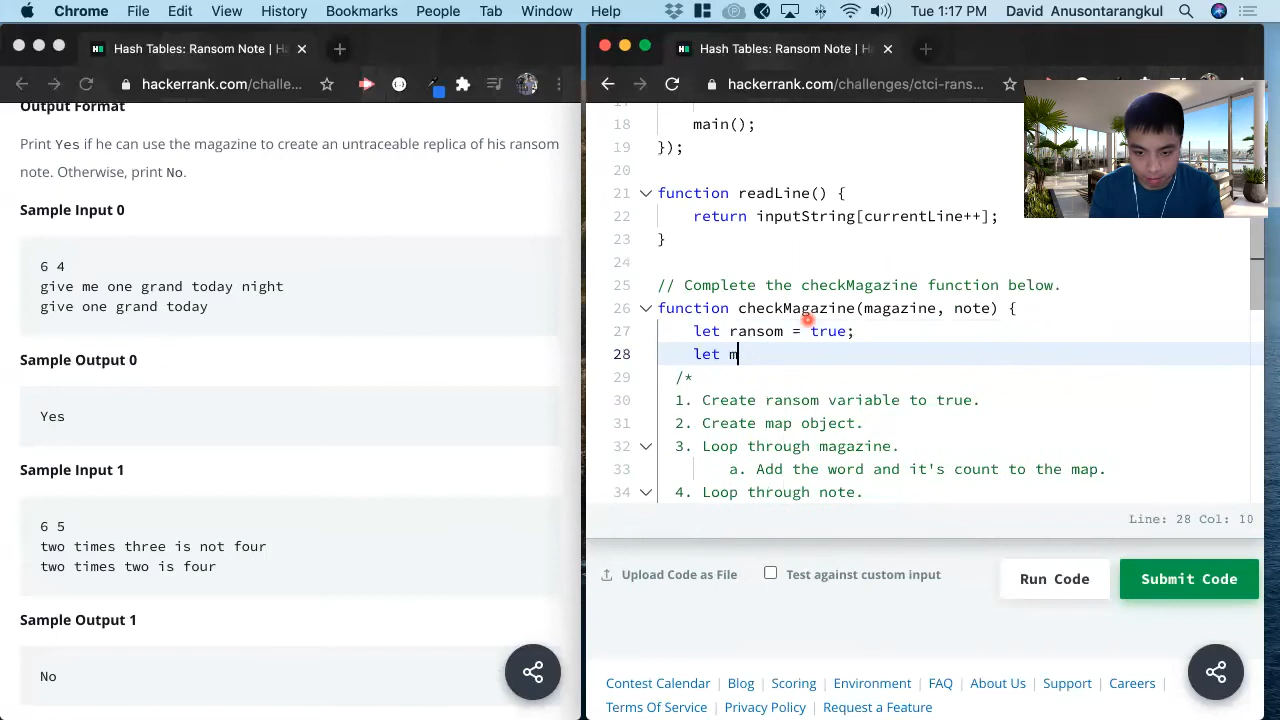 Chrome File Edit View History Bookmarks People Tab Window Help Tue 1:17 PM David Anusontarangkul
Hash Tables: Ransom Note | Ha
hackerrank.com/challe...
Output Format
Print Yes if he can use the magazine to create an untraceable replica of his ransom
note. Otherwise, print No.
Sample Input 0
6 4
give me one grand today night
give one grand today
Sample Output 0
Yes
Sample Input 1
6 5
two times three is not four
two times two is four
Sample Output 1
No
Hash Tables: Ransom Note | Ha
hackerrank.com/challenges/ctci-rans...
18 main();
19 });
20
21 function readLine() {
22 return inputString[currentLine++];
23 }
24
25 // Complete the checkMagazine function below.
26 function checkMagazine(magazine, note) {
27 let ransom = true;
28 let m
29 /*
30 1. Create ransom variable to true.
31 2. Create map object.
32 3. Loop through magazine.
33 a. Add the word and it's count to the map.
34 4. Loop through note.
Line: 28 Col: 10
Upload Code as File Test against custom input Run Code Submit Code
Contest Calendar | Blog | Scoring | Environment | FAQ | About Us | Support | Careers |
Terms Of Service | Privacy Policy | Request a Feature